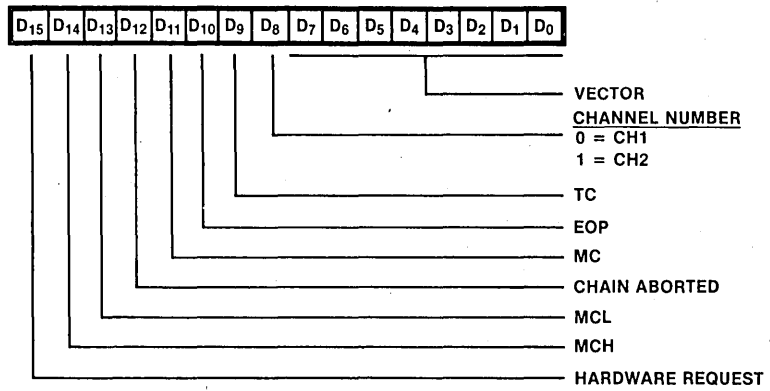 D15 D14 D13 D12 D11 D10 D9 D8 D7 D6 D5 D4 D3 D2 D1 D0
VECTOR
CHANNEL NUMBER
0 = CH1
1 = CH2
TC
EOP
MC
CHAIN ABORTED
MCL
MCH
HARDWARE REQUEST